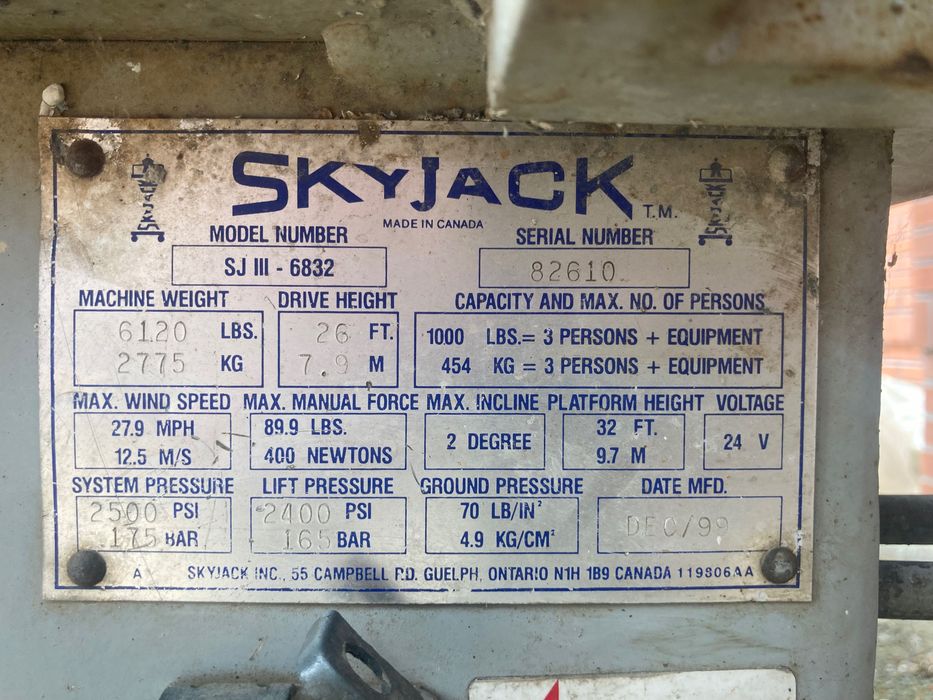 SKYJACK T.M.
SKYJACK
SKYJACK
MADE IN CANADA
MODEL NUMBER SERIAL NUMBER
SJ III - 6832 82610
MACHINE WEIGHT DRIVE HEIGHT CAPACITY AND MAX. NO. OF PERSONS
6120 LBS. 26 FT. 1000 LBS.= 3 PERSONS + EQUIPMENT
2775 KG 7.9 M 454 KG = 3 PERSONS + EQUIPMENT
MAX. WIND SPEED MAX. MANUAL FORCE MAX. INCLINE PLATFORM HEIGHT VOLTAGE
27.9 MPH 89.9 LBS. 2 DEGREE 32 FT. 24 V
12.5 M/S 400 NEWTONS 9.7 M
SYSTEM PRESSURE LIFT PRESSURE GROUND PRESSURE DATE MFD.
2500 PSI 2400 PSI 70 LB/IN² DEC/99
175 BAR 165 BAR 4.9 KG/CM²
A SKYJACK INC., 55 CAMPBELL RD. GUELPH, ONTARIO N1H 1B9 CANADA 119806AA